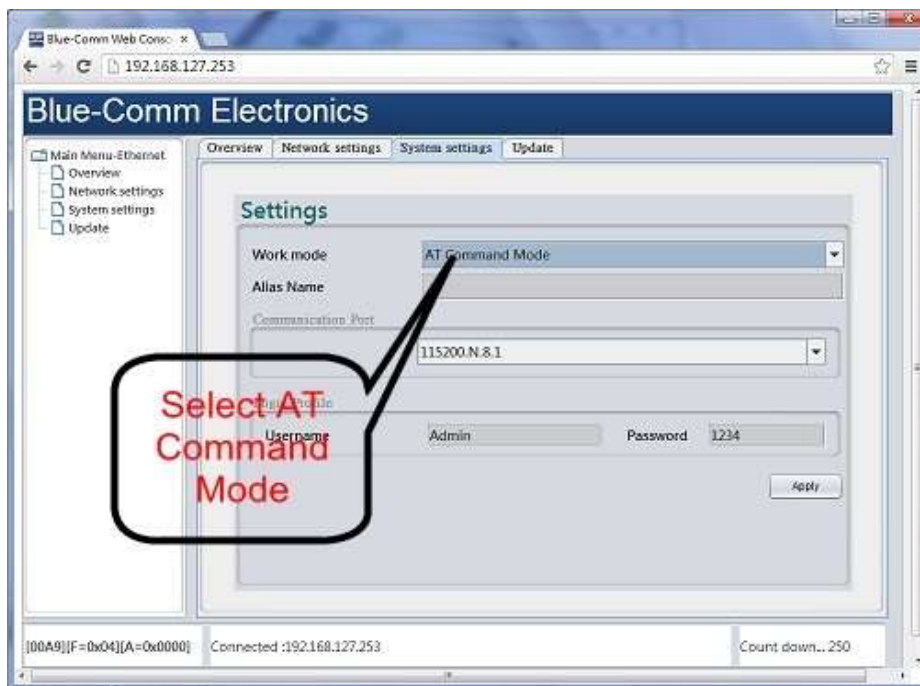 Blue-Comm Web Conso
192.168.127.253
Blue-Comm Electronics
Main Menu-Ethernet
Overview
Network settings
System settings
Update
Overview Network settings System settings Update
Settings
Work mode AT Command Mode
Alias Name
Communication Port
115200.N.8.1
Select AT
Command
Mode
Profile
Username Admin Password 1234
Apply
[00A9][F=0x04][A=0x0000] Connected :192.168.127.253 Count down... 250